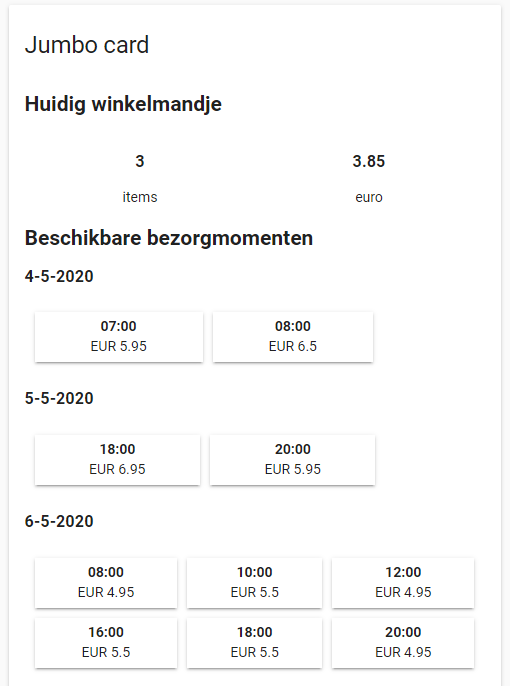 Jumbo card
Huidig winkelmandje
3 3.85
items euro
Beschikbare bezorgmomenten
4-5-2020
07:00 08:00
EUR 5.95 EUR 6.5
5-5-2020
18:00 20:00
EUR 6.95 EUR 5.95
6-5-2020
08:00 10:00 12:00
EUR 4.95 EUR 5.5 EUR 4.95
16:00 18:00 20:00
EUR 5.5 EUR 5.5 EUR 4.95